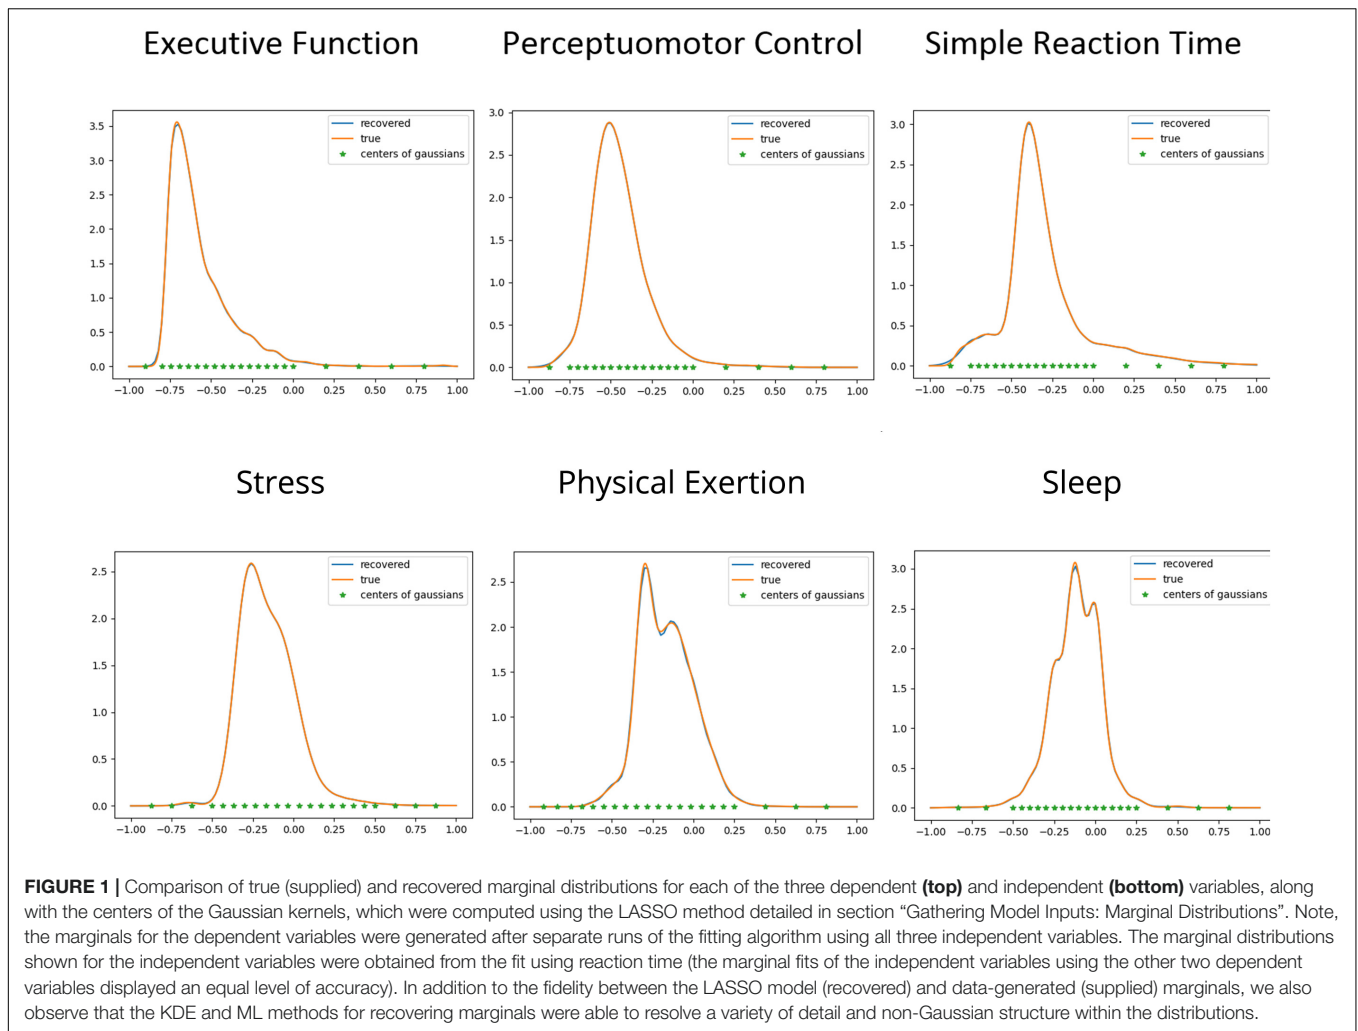 Executive Function
Perceptuomotor Control
Simple Reaction Time
recovered
true
centers of gaussians
3.5
3.0
2.5
2.0
1.5
1.0
0.5
0.0
−1.00 −0.75 −0.50 −0.25 0.00 0.25 0.50 0.75 1.00
recovered
true
centers of gaussians
3.0
2.5
2.0
1.5
1.0
0.5
0.0
−1.00 −0.75 −0.50 −0.25 0.00 0.25 0.50 0.75 1.00
recovered
true
centers of gaussians
3.0
2.5
2.0
1.5
1.0
0.5
0.0
−1.00 −0.75 −0.50 −0.25 0.00 0.25 0.50 0.75 1.00
Stress
Physical Exertion
Sleep
recovered
true
centers of gaussians
2.5
2.0
1.5
1.0
0.5
0.0
−1.00 −0.75 −0.50 −0.25 0.00 0.25 0.50 0.75 1.00
recovered
true
centers of gaussians
2.5
2.0
1.5
1.0
0.5
0.0
−1.00 −0.75 −0.50 −0.25 0.00 0.25 0.50 0.75 1.00
recovered
true
centers of gaussians
3.0
2.5
2.0
1.5
1.0
0.5
0.0
−1.00 −0.75 −0.50 −0.25 0.00 0.25 0.50 0.75 1.00
FIGURE 1 | Comparison of true (supplied) and recovered marginal distributions for each of the three dependent (top) and independent (bottom) variables, along
with the centers of the Gaussian kernels, which were computed using the LASSO method detailed in section “Gathering Model Inputs: Marginal Distributions”. Note,
the marginals for the dependent variables were generated after separate runs of the fitting algorithm using all three independent variables. The marginal distributions
shown for the independent variables were obtained from the fit using reaction time (the marginal fits of the independent variables using the other two dependent
variables displayed an equal level of accuracy). In addition to the fidelity between the LASSO model (recovered) and data-generated (supplied) marginals, we also
observe that the KDE and ML methods for recovering marginals were able to resolve a variety of detail and non-Gaussian structure within the distributions.